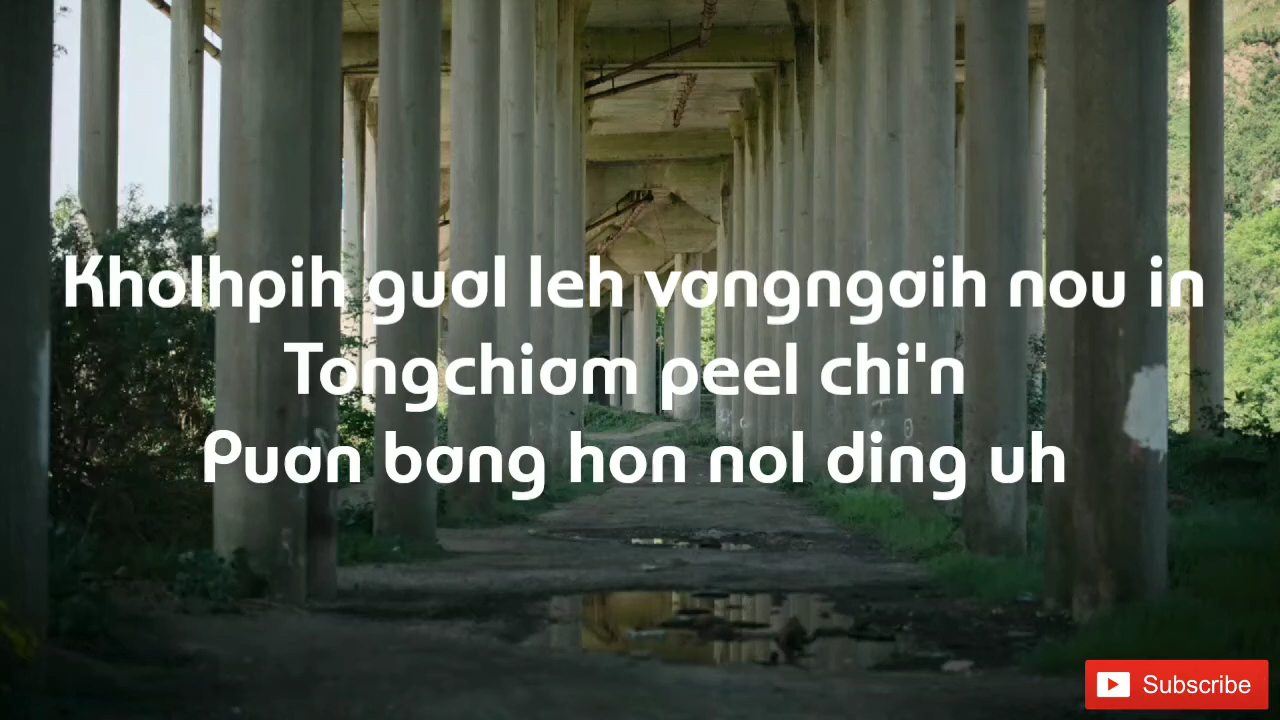 Kholhpih gual leh vangngaih nou in
Tongchiam peel chi'n
Puan bang hon nol ding uh
Subscribe